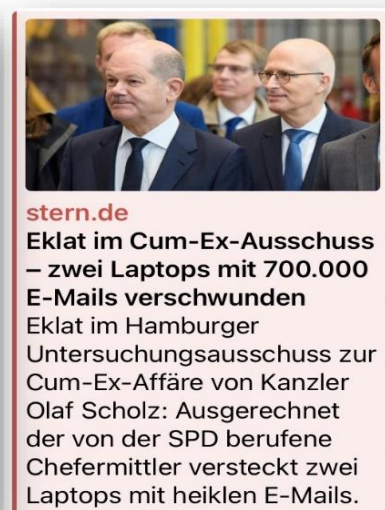 stern.de
Eklat im Cum-Ex-Ausschuss
– zwei Laptops mit 700.000
E-Mails verschwunden
Eklat im Hamburger
Untersuchungsausschuss zur
Cum-Ex-Affäre von Kanzler
Olaf Scholz: Ausgerechnet
der von der SPD berufene
Chefermittler versteckt zwei
Laptops mit heiklen E-Mails.